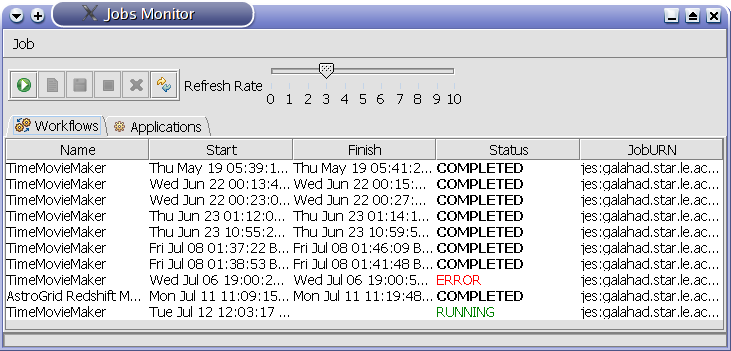 Jobs Monitor
Job
Refresh Rate
0 1 2 3 4 5 6 7 8 9 10
Workflows Applications
Name Start Finish Status JobURN
TimeMovieMaker Thu May 19 05:39:1... Thu May 19 05:41:2... COMPLETED jes:galahad.star.le.ac...
TimeMovieMaker Wed Jun 22 00:13:4... Wed Jun 22 00:15:... COMPLETED jes:galahad.star.le.ac...
TimeMovieMaker Wed Jun 22 00:23:0... Wed Jun 22 00:27:... COMPLETED jes:galahad.star.le.ac...
TimeMovieMaker Thu Jun 23 01:12:0... Thu Jun 23 01:14:1... COMPLETED jes:galahad.star.le.ac...
TimeMovieMaker Thu Jun 23 10:55:2... Thu Jun 23 10:59:5... COMPLETED jes:galahad.star.le.ac...
TimeMovieMaker Fri Jul 08 01:37:22 B... Fri Jul 08 01:46:09 B... COMPLETED jes:galahad.star.le.ac...
TimeMovieMaker Fri Jul 08 01:38:53 B... Fri Jul 08 01:41:48 B... COMPLETED jes:galahad.star.le.ac...
TimeMovieMaker Wed Jul 06 19:00:2... Wed Jul 06 19:00:5... ERROR jes:galahad.star.le.ac...
AstroGrid Redshift M... Mon Jul 11 11:09:15... Mon Jul 11 11:19:48... COMPLETED jes:galahad.star.le.ac...
TimeMovieMaker Tue Jul 12 12:03:17 ... RUNNING jes:galahad.star.le.ac...